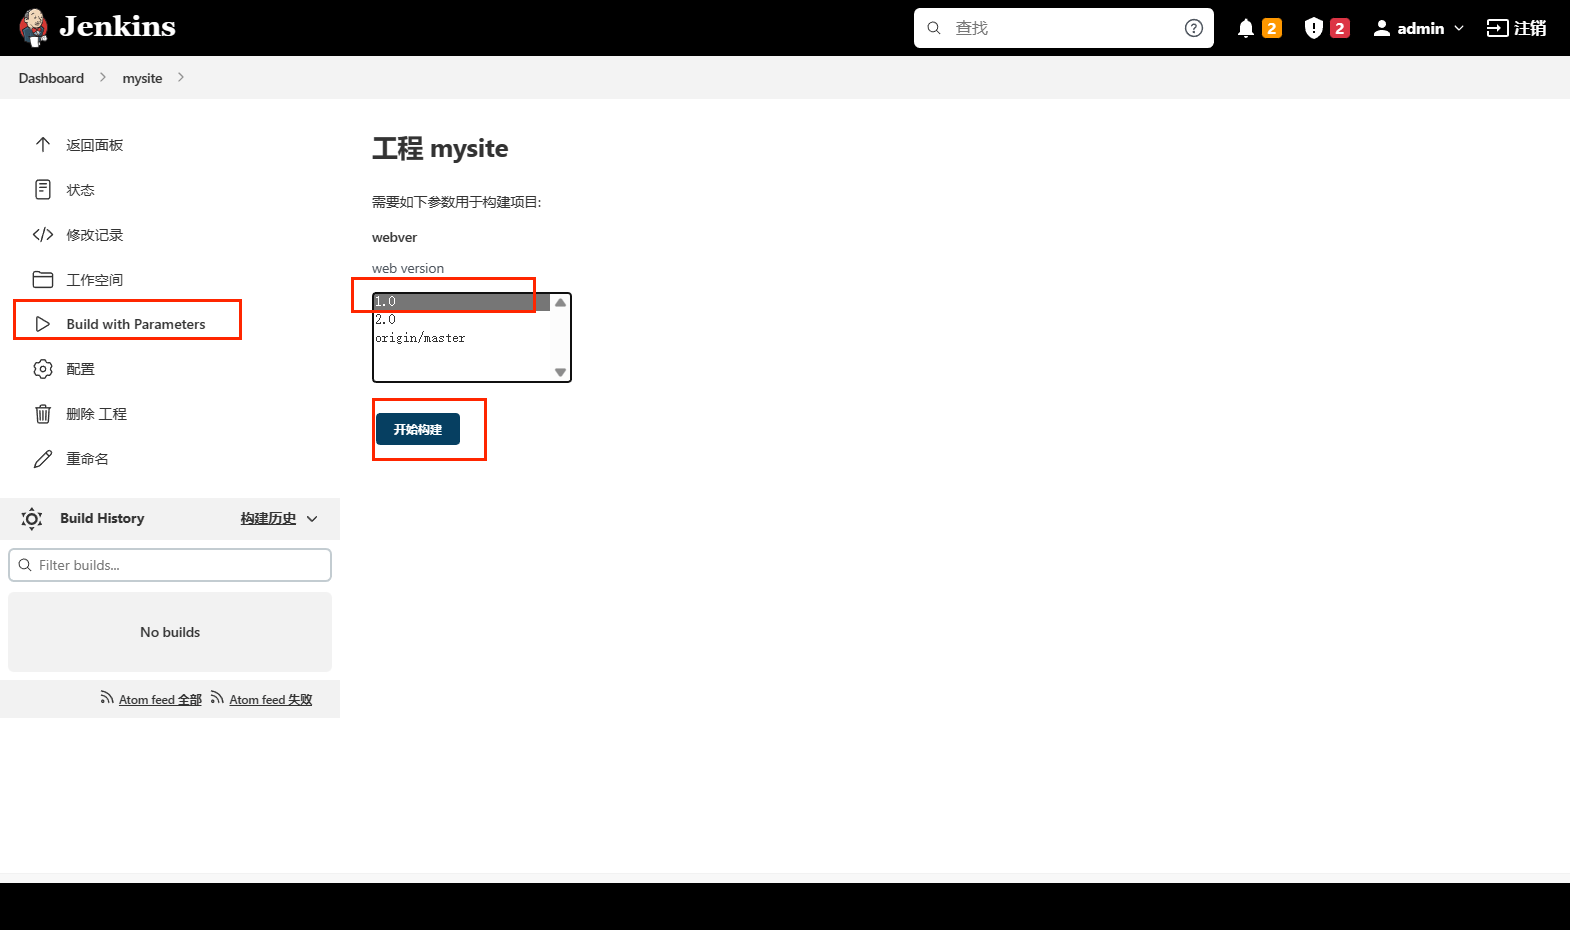 Jenkins
查找
2
2
admin
注销
Dashboard
mysite
返回面板
状态
修改记录
工作空间
Build with Parameters
配置
删除 工程
重命名
Build History
构建历史
Filter builds...
No builds
Atom feed 全部
Atom feed 失败
工程 mysite
需要如下参数用于构建项目:
webver
web version
1.0
2.0
origin/master
开始构建